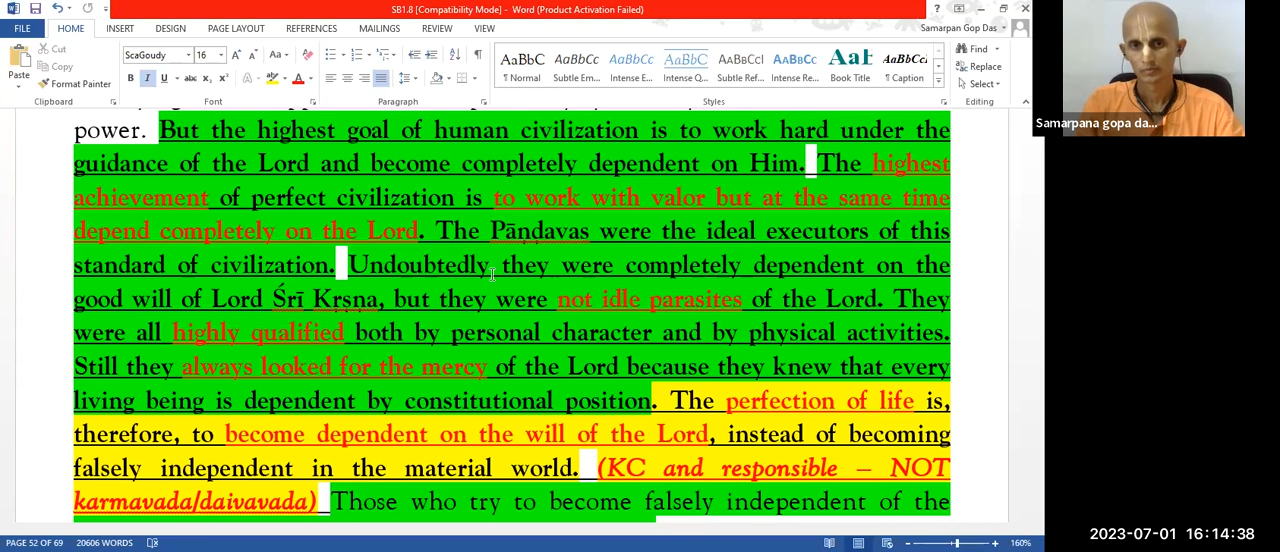 SB1.8 [Compatibility Mode] - Word (Product Activation Failed)
FILE HOME INSERT DESIGN PAGE LAYOUT REFERENCES MAILINGS REVIEW VIEW Samarpan Gop Das
Cut
Copy
Format Painter
Paste
ScaGoudy 16
AaBbC AaBbCc AaBbCc AaBbC AaBbCcI AaBbCc AaBt AaBbCcI
¶ Normal Subtle Em... Intense E... Intense Q... Subtle Ref... Intense Re... Book Title ¶ Caption
Find
Replace
Select
Clipboard Font Paragraph Styles Editing
Samarpana gopa da...
power. But the highest goal of human civilization is to work hard under the
guidance of the Lord and become completely dependent on Him. The highest
achievement of perfect civilization is to work with valor but at the same time
depend completely on the Lord. The Pāṇḍavas were the ideal executors of this
standard of civilization. Undoubtedly they were completely dependent on the
good will of Lord Śrī Kṛṣṇa, but they were not idle parasites of the Lord. They
were all highly qualified both by personal character and by physical activities.
Still they always looked for the mercy of the Lord because they knew that every
living being is dependent by constitutional position. The perfection of life is,
therefore, to become dependent on the will of the Lord, instead of becoming
falsely independent in the material world. (KC and responsible – NOT
karmavada/daivavada) Those who try to become falsely independent of the
PAGE 52 OF 69 20606 WORDS 160%
2023-07-01 16:14:38